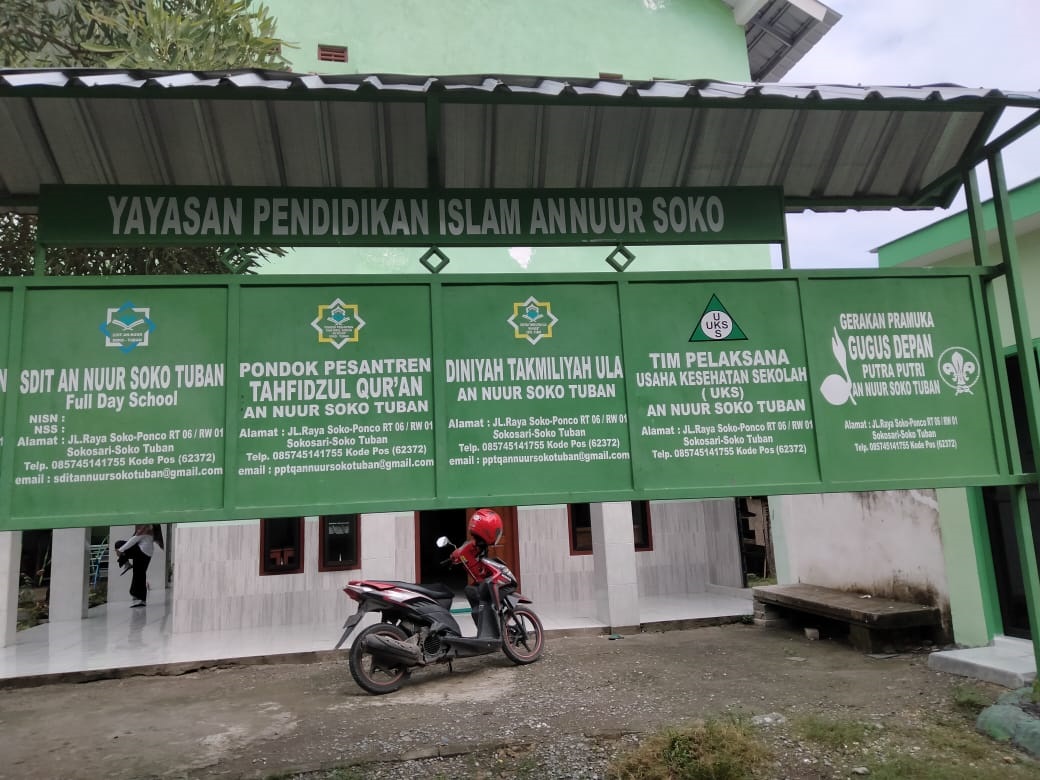 YAYASAN PENDIDIKAN ISLAM ANNUUR SOKO
SDIT AN NUUR SOKO TUBAN
Full Day School
NISN :
NSS :
Alamat : JL.Raya Soko-Ponco RT 06 / RW 01
Sokosari-Soko Tuban
Telp. 085745141755 Kode Pos (62372)
email : sditannuursokotuban@gmail.com
PONDOK PESANTREN
TAHFIDZUL QUR'AN
AN NUUR SOKO TUBAN
Alamat : JL.Raya Soko-Ponco RT 06 / RW 01
Sokosari-Soko Tuban
Telp. 085745141755 Kode Pos (62372)
email : pptqannuursokotuban@gmail.com
DINIYAH TAKMILIYAH ULA
AN NUUR SOKO TUBAN
Alamat : JL.Raya Soko-Ponco RT 06 / RW 01
Sokosari-Soko Tuban
Telp. 085745141755 Kode Pos (62372)
email : pptqannuursokotuban@gmail.com
U
UKS
S
TIM PELAKSANA
USAHA KESEHATAN SEKOLAH
( UKS)
AN NUUR SOKO TUBAN
Alamat : JL.Raya Soko-Ponco RT 06 / RW 01
Sokosari-Soko Tuban
Telp. 085745141755 Kode Pos (62372)
GERAKAN PRAMUKA
GUGUS DEPAN
PUTRA PUTRI
AN NUUR SOKO TUBAN
Alamat : JL.Raya Soko-Ponco RT 06 / RW 01
Sokosari-Soko Tuban
Telp. 085745141755 Kode Pos (62372)